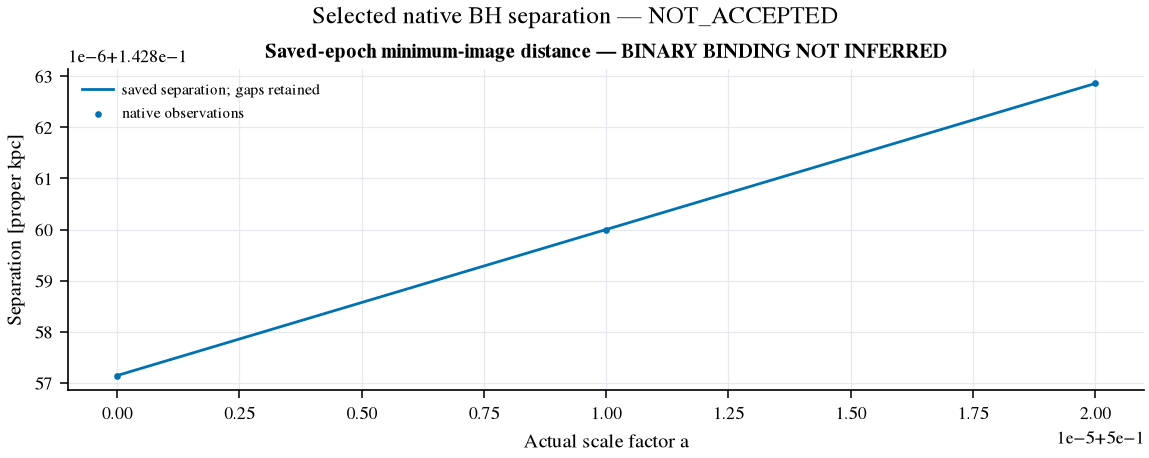 Selected native BH separation — NOT_ACCEPTED
Saved-epoch minimum-image distance — BINARY BINDING NOT INFERRED
1e−6+1.428e−1
63
62
61
60
59
58
57
Separation [proper kpc]
saved separation; gaps retained
native observations
0.00
0.25
0.50
0.75
1.00
1.25
1.50
1.75
2.00
1e−5+5e−1
Actual scale factor a